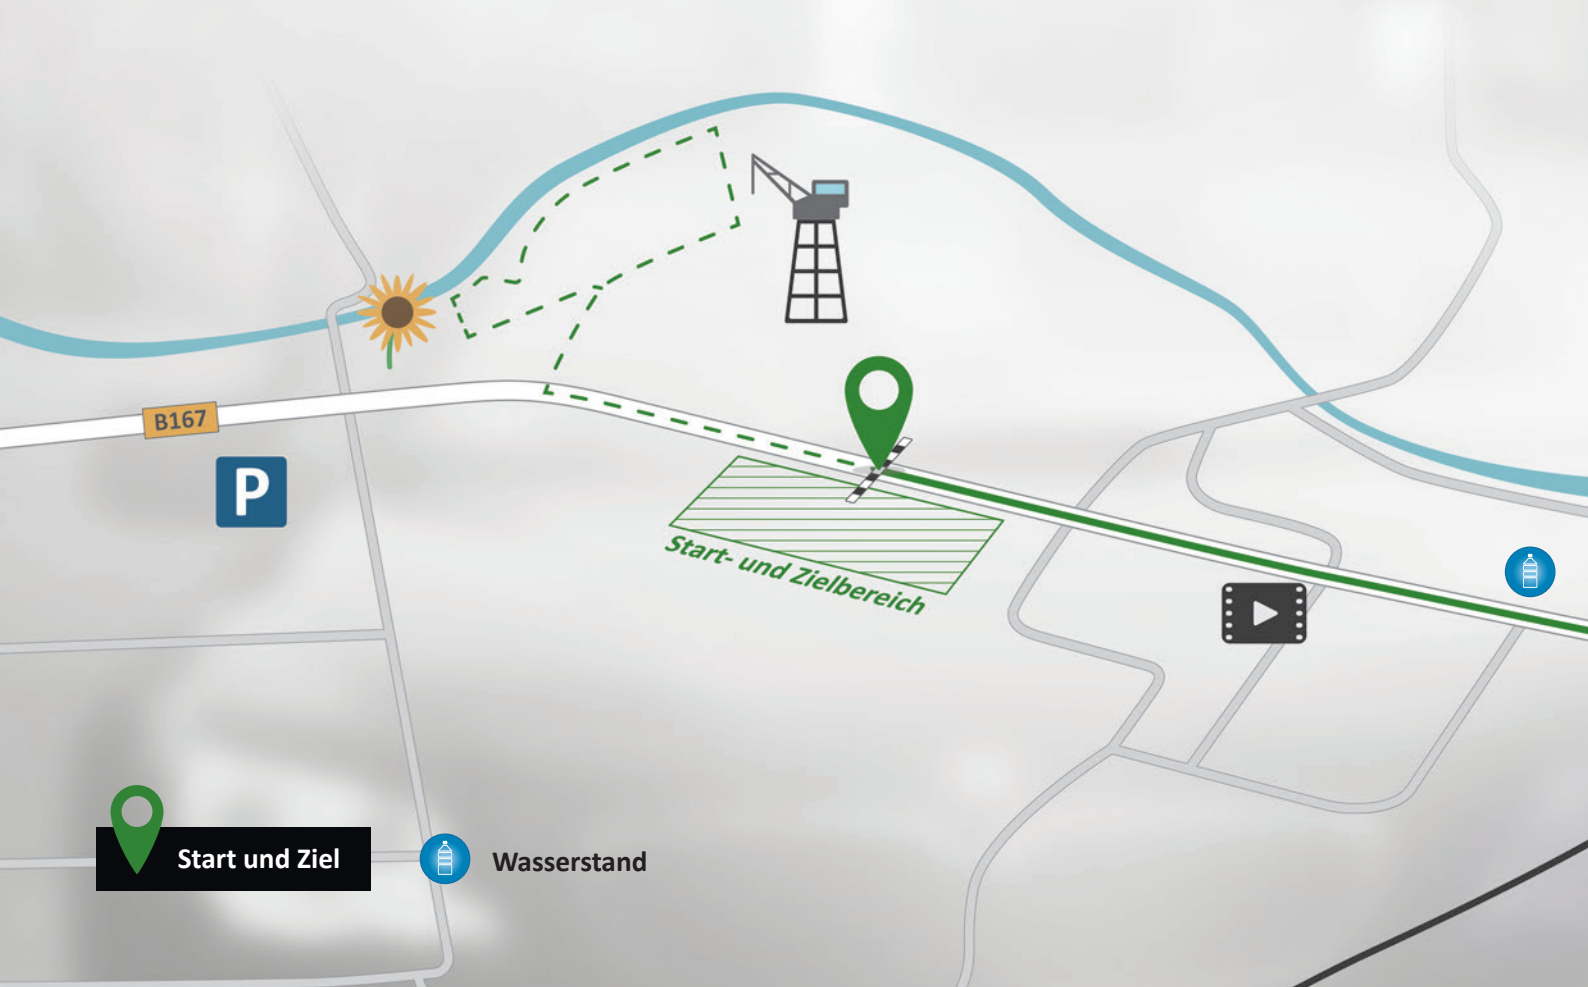 B167
P
Start- und Zielbereich
Start und Ziel
Wasserstand